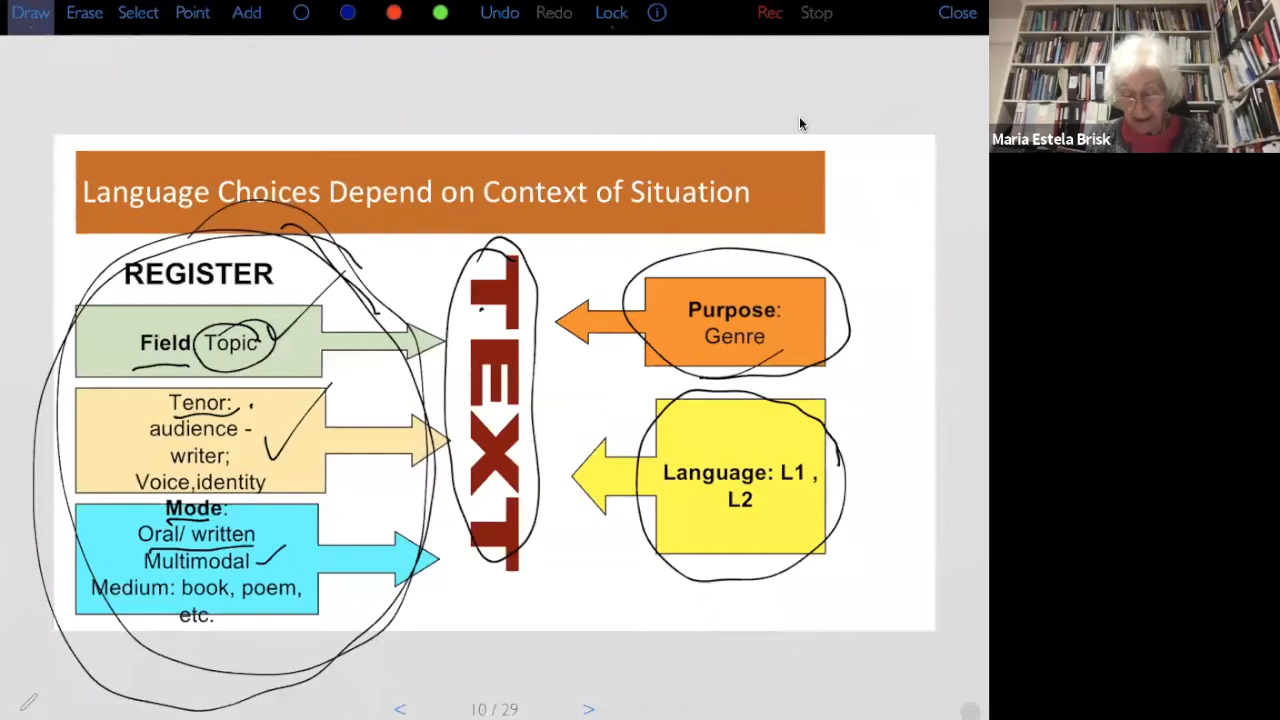 Draw Erase Select Point Add Undo Redo Lock Rec Stop Close
Maria Estela Brisk
Language Choices Depend on Context of Situation
REGISTER
Field Topic
Tenor:
audience -
writer;
Voice,identity
Mode:
Oral/ written
Multimodal
Medium: book, poem,
etc.
TEXT
Purpose:
Genre
Language: L1 ,
L2
< 10 / 29 >